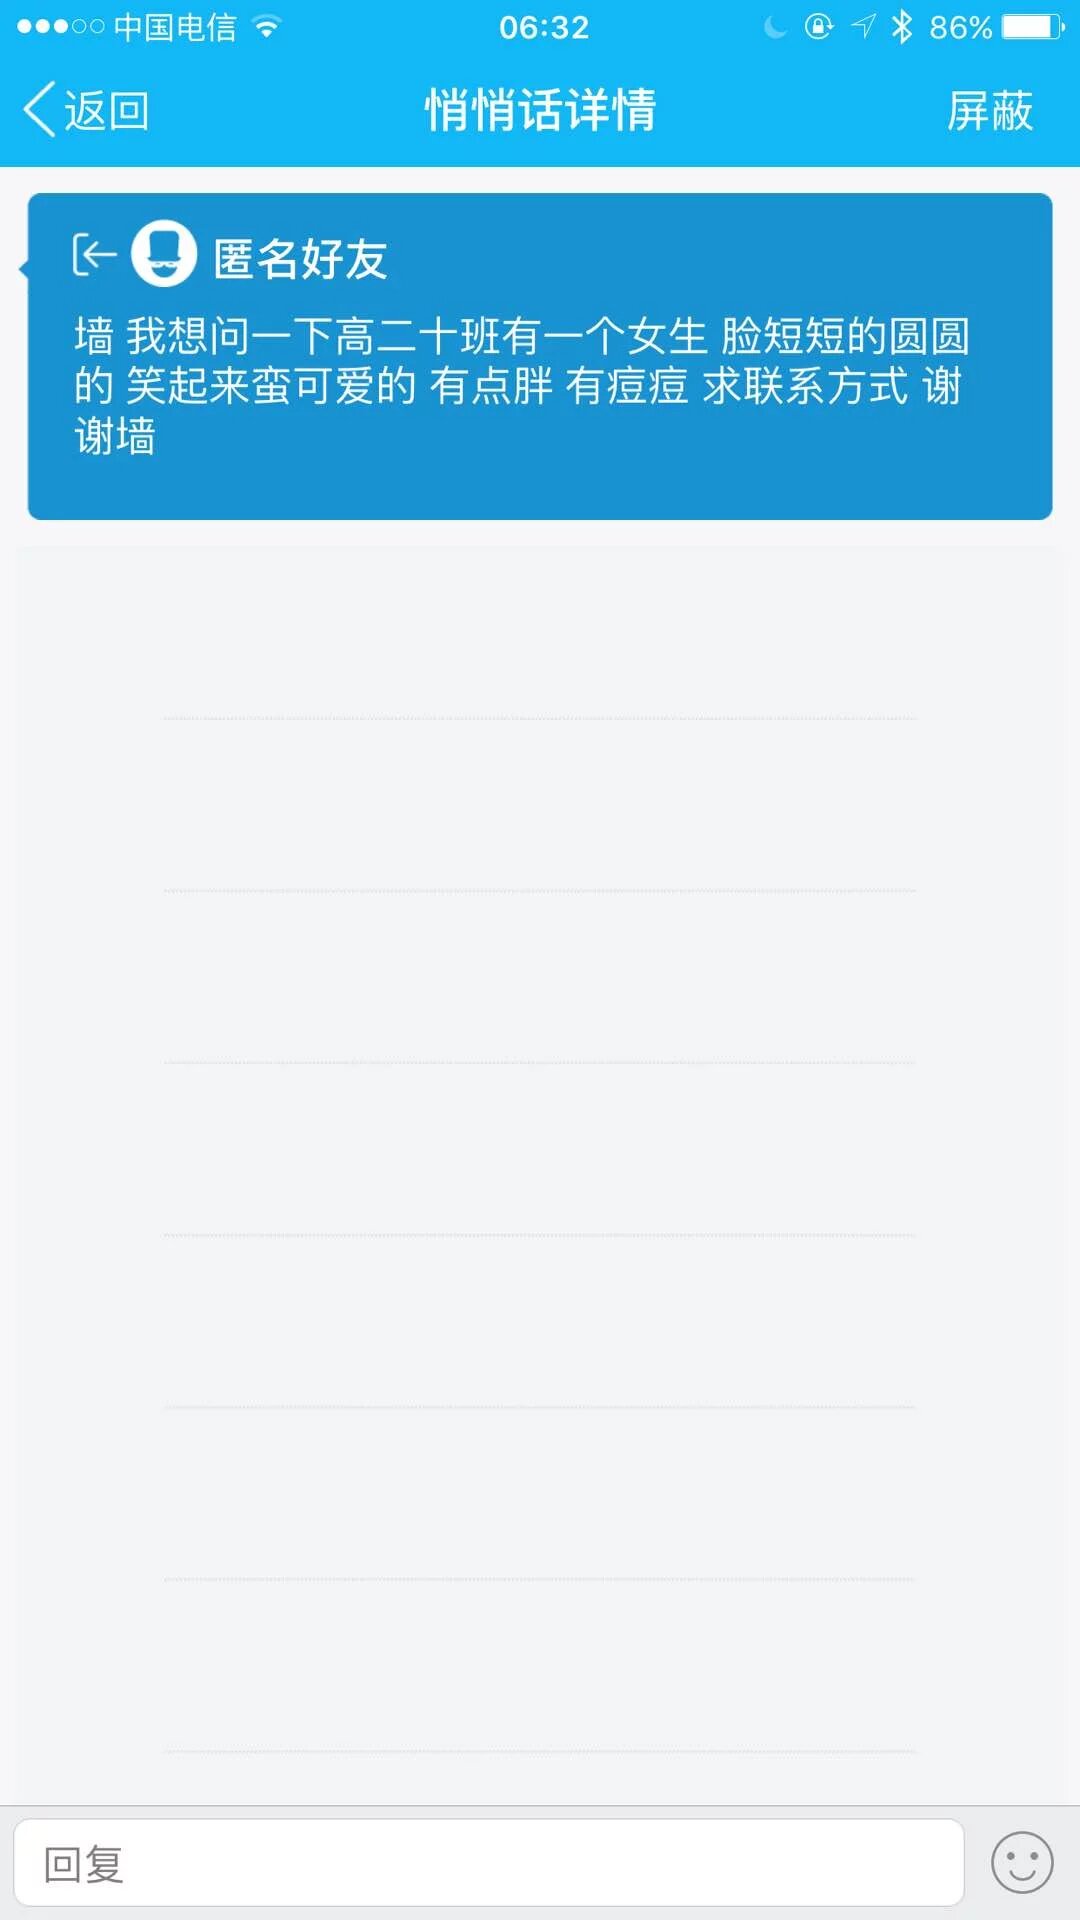 中国电信 06:32 86%
返回 悄悄话详情 屏蔽
匿名好友
墙 我想问一下高二十班有一个女生 脸短短的圆圆
的 笑起来蛮可爱的 有点胖 有痘痘 求联系方式 谢
谢墙
回复